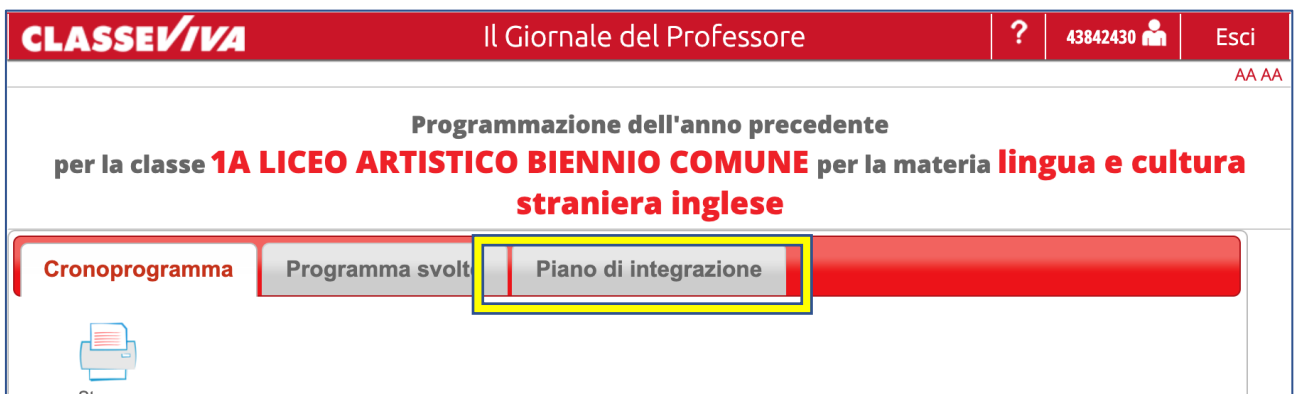 CLASSEVIVA Il Giornale del Professore ? 43842430 Esci
AA AA
Programmazione dell'anno precedente
per la classe 1A LICEO ARTISTICO BIENNIO COMUNE per la materia lingua e cultura
straniera inglese
Cronoprogramma Programma svolto Piano di integrazione